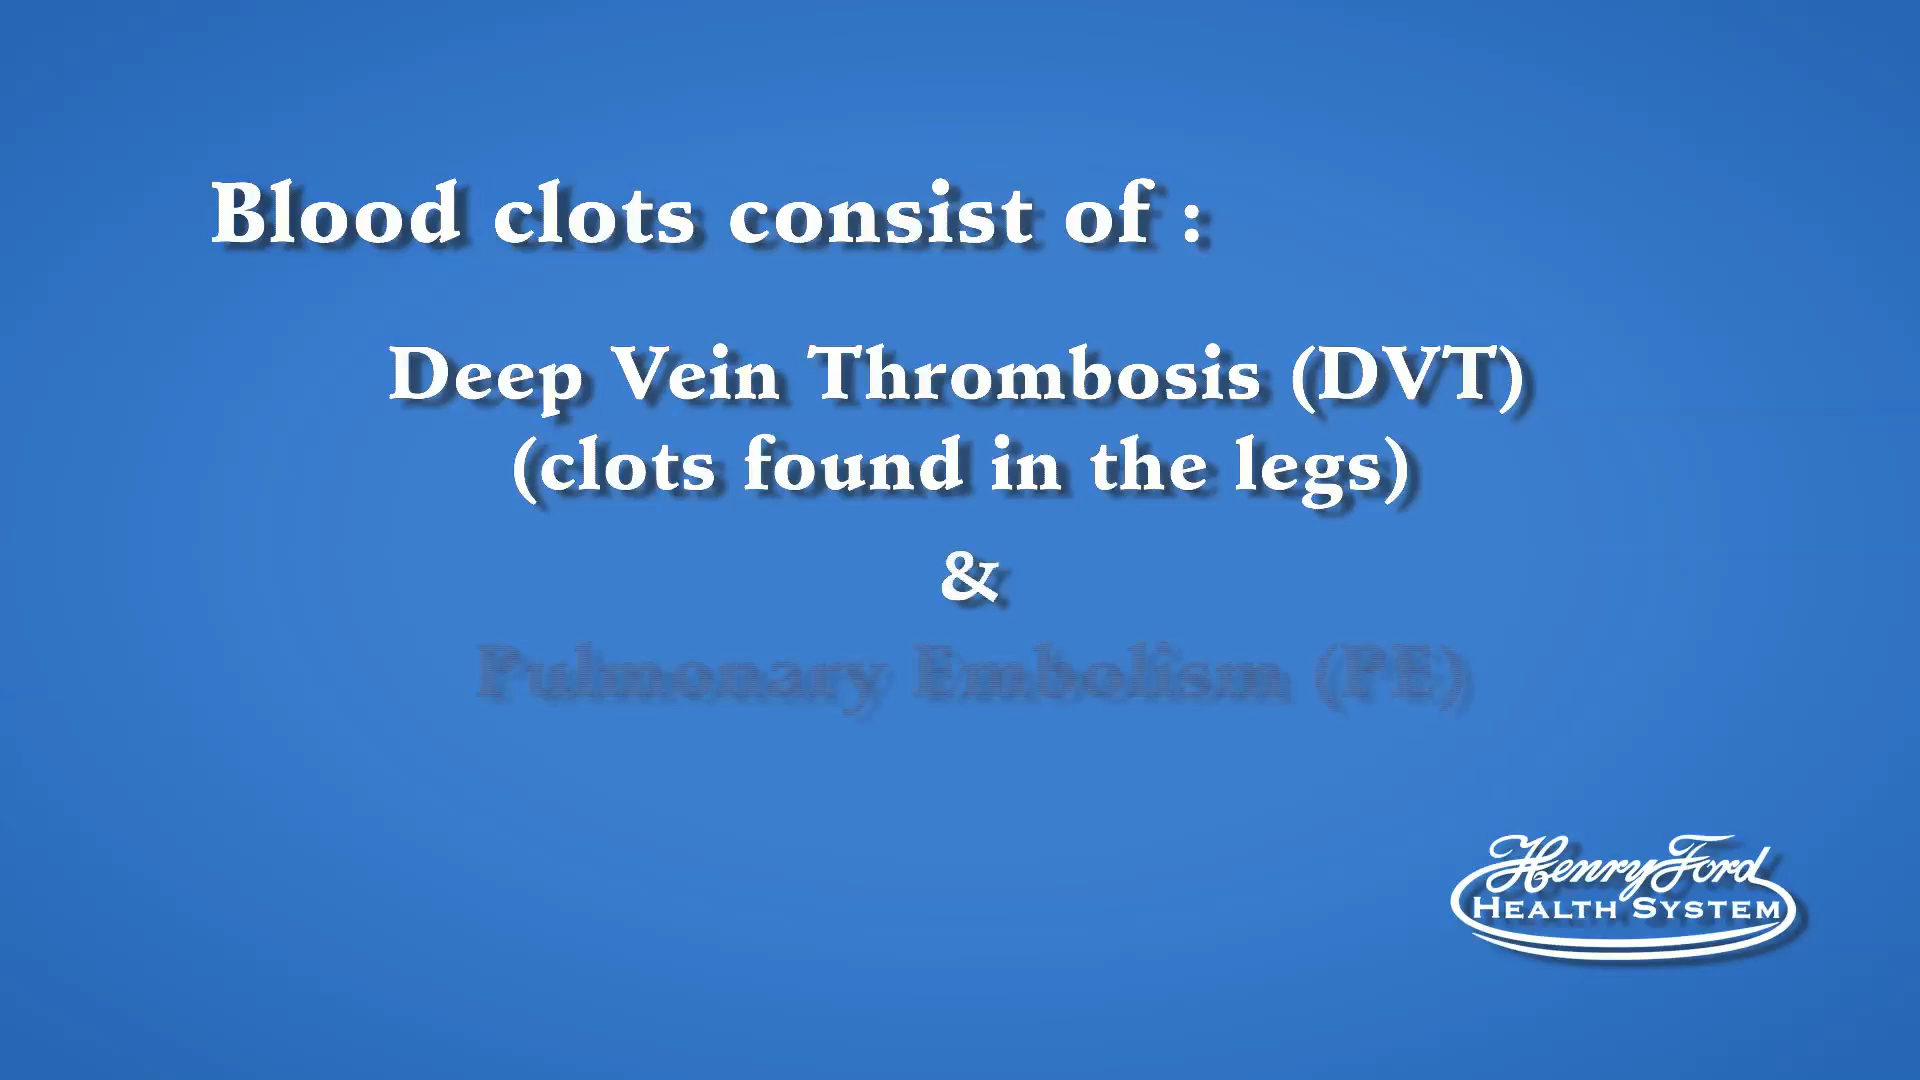 Blood clots consist of :
Deep Vein Thrombosis (DVT)
(clots found in the legs)
&
Pulmonary Embolism (PE)
Henry Ford
HEALTH SYSTEM